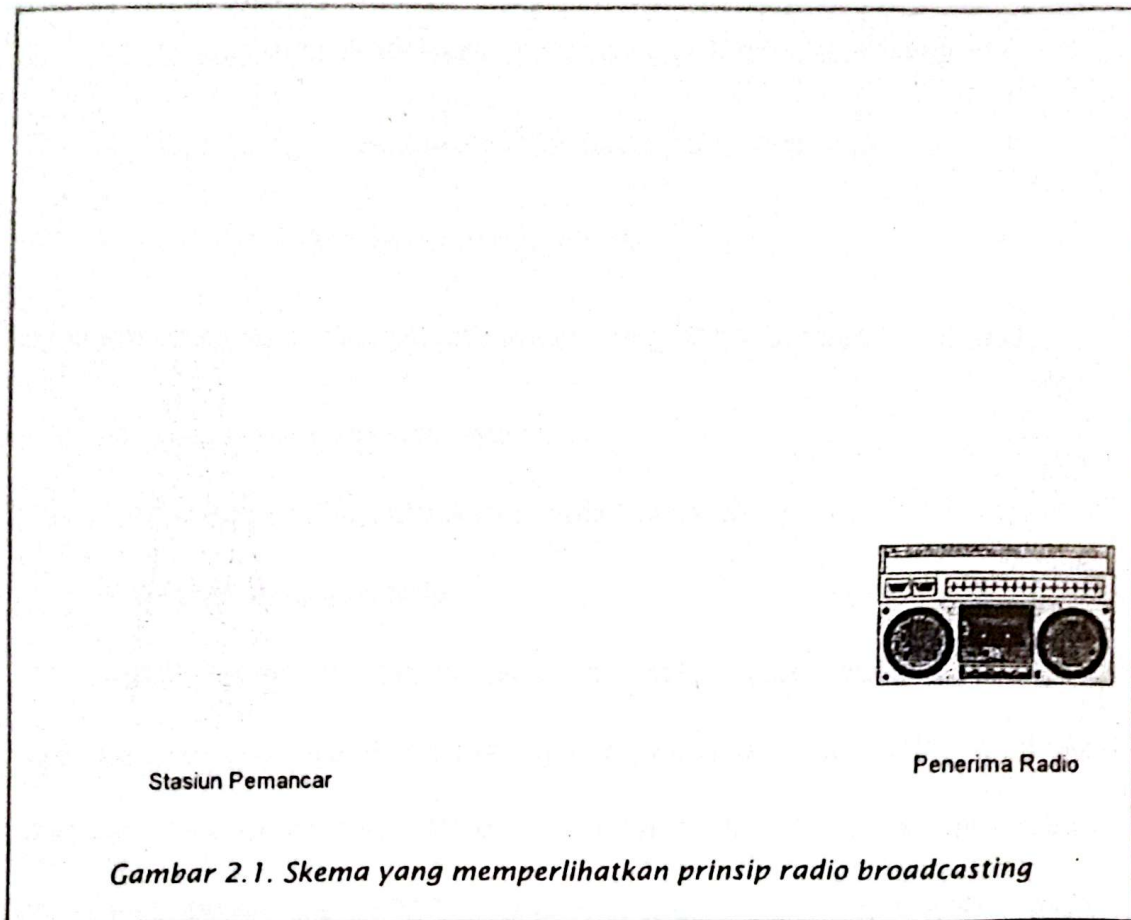 Stasiun Pemancar
Penerima Radio
Gambar 2.1. Skema yang memperlihatkan prinsip radio broadcasting